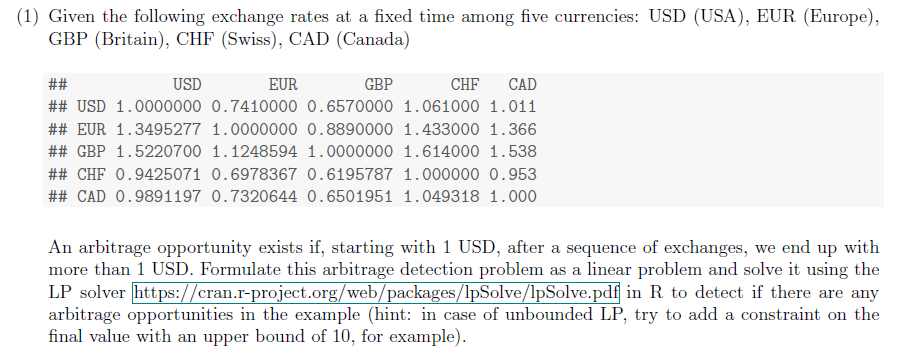 (1) Given the following exchange rates at a fixed time among five currencies: USD (USA), EUR (Europe),
GBP (Britain), CHF (Swiss), CAD (Canada)
## USD EUR GBP CHF CAD
## USD 1.0000000 0.7410000 0.6570000 1.061000 1.011
## EUR 1.3495277 1.0000000 0.8890000 1.433000 1.366
## GBP 1.5220700 1.1248594 1.0000000 1.614000 1.538
## CHF 0.9425071 0.6978367 0.6195787 1.000000 0.953
## CAD 0.9891197 0.7320644 0.6501951 1.049318 1.000
An arbitrage opportunity exists if, starting with 1 USD, after a sequence of exchanges, we end up with
more than 1 USD. Formulate this arbitrage detection problem as a linear problem and solve it using the
LP solver https://cran.r-project.org/web/packages/lpSolve/lpSolve.pdf in R to detect if there are any
arbitrage opportunities in the example (hint: in case of unbounded LP, try to add a constraint on the
final value with an upper bound of 10, for example).